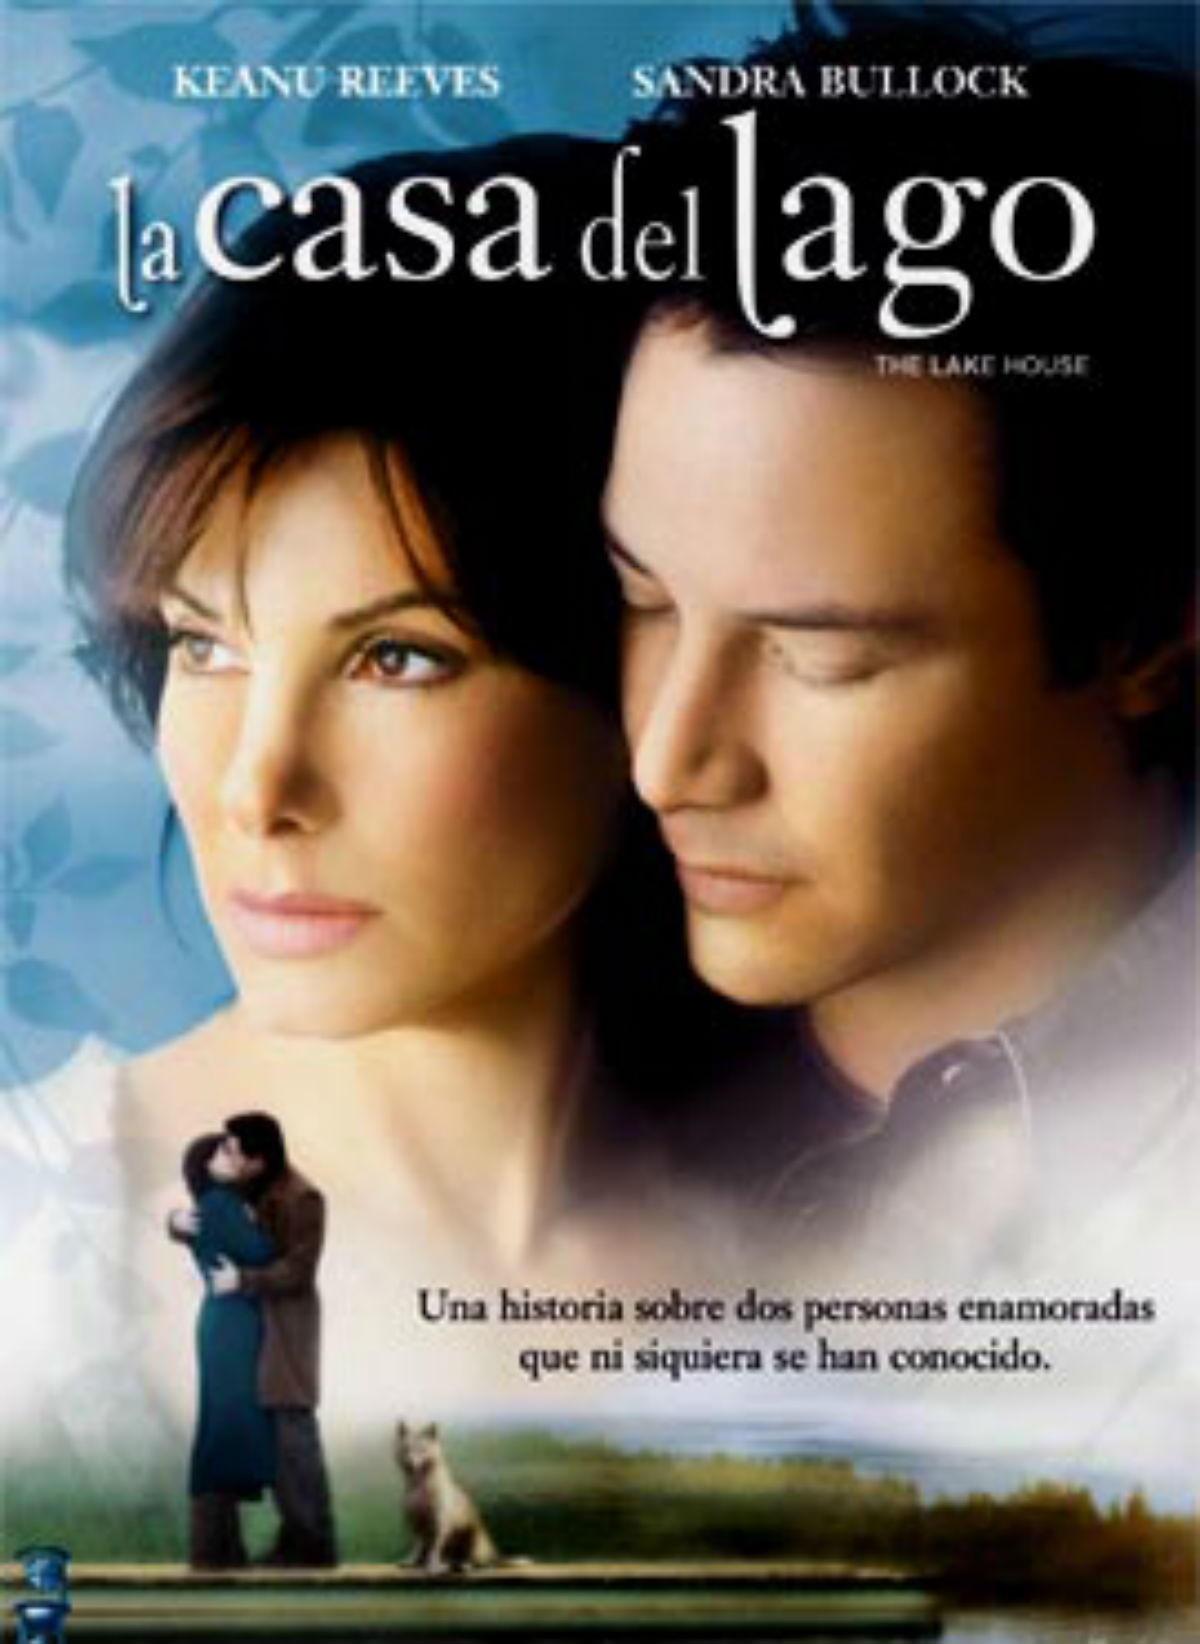 KEANU REEVES SANDRA BULLOCK
la casa del lago
THE LAKE HOUSE
Una historia sobre dos personas enamoradas
que ni siquiera se han conocido.